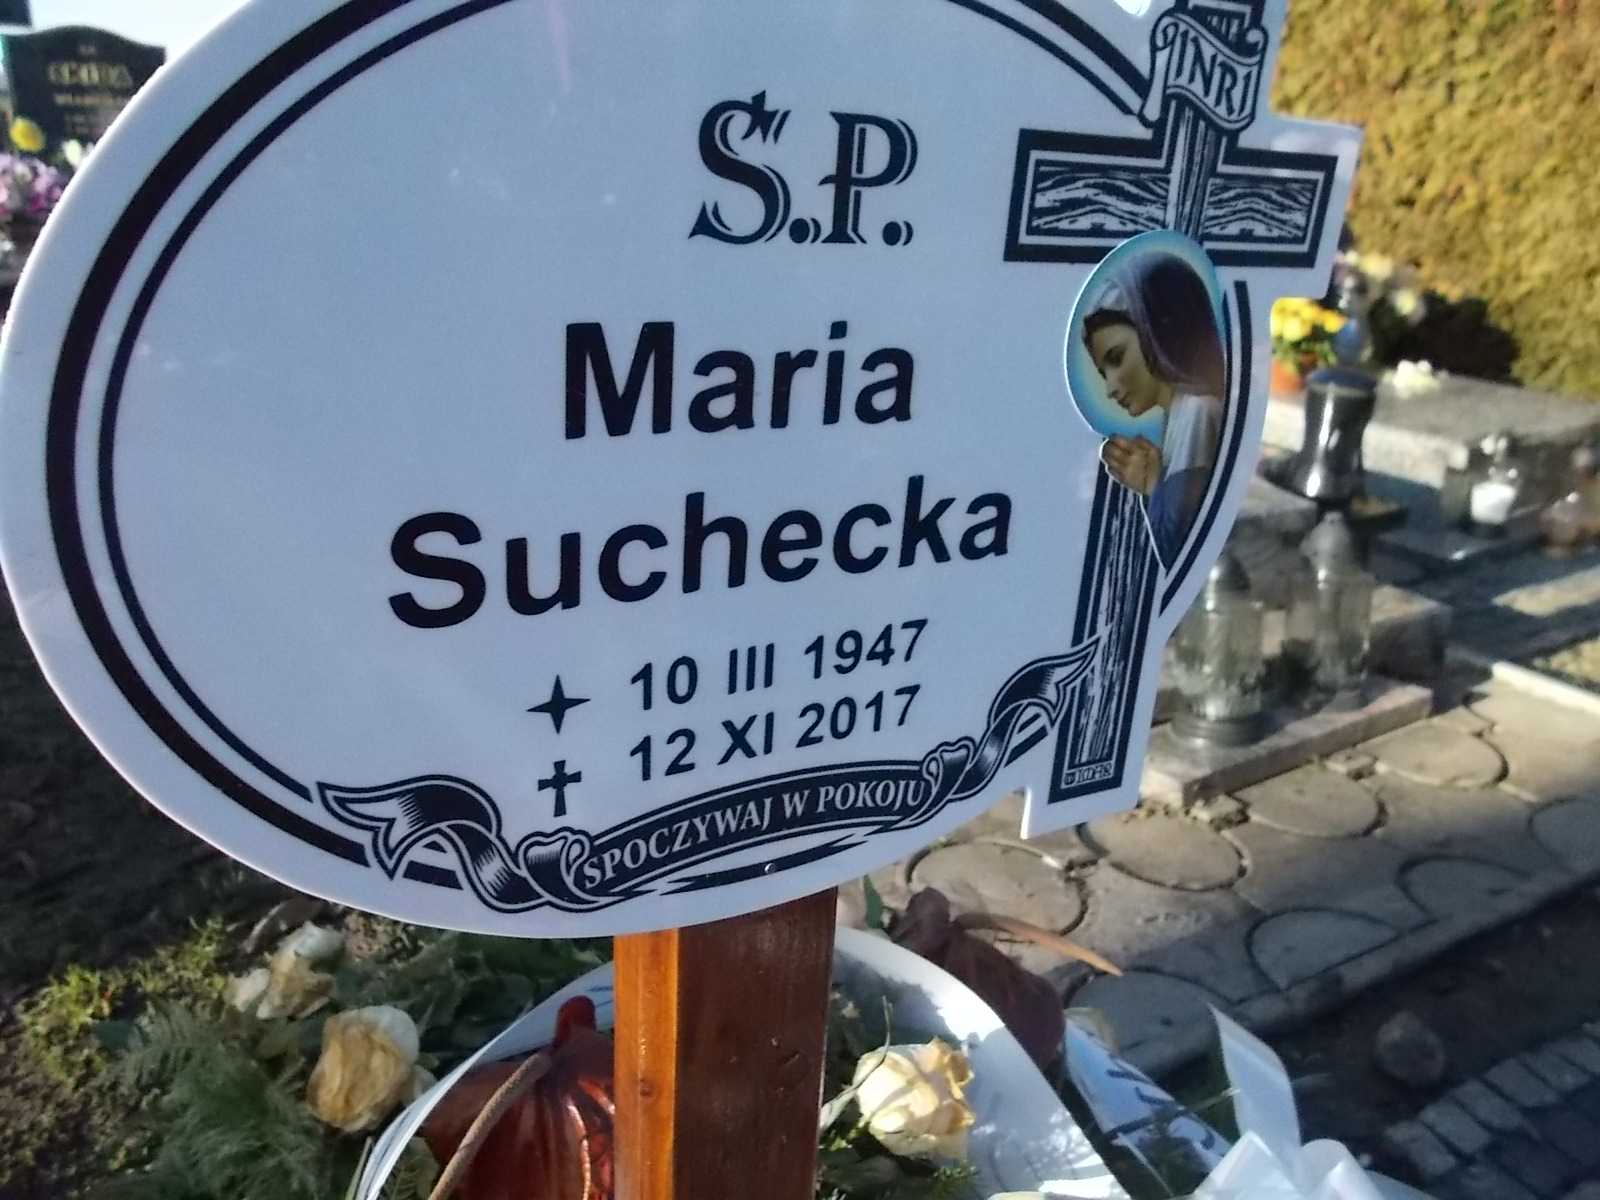 INRI
Ś.P.
Maria
Suchecka
10 III 1947
12 XI 2017
SPOCZYWAJ W POKOJU